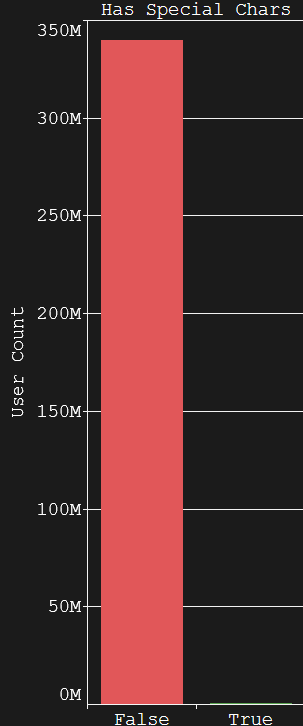 Has Special Chars
350M
300M
250M
200M
150M
100M
50M
0M
User Count
False
True